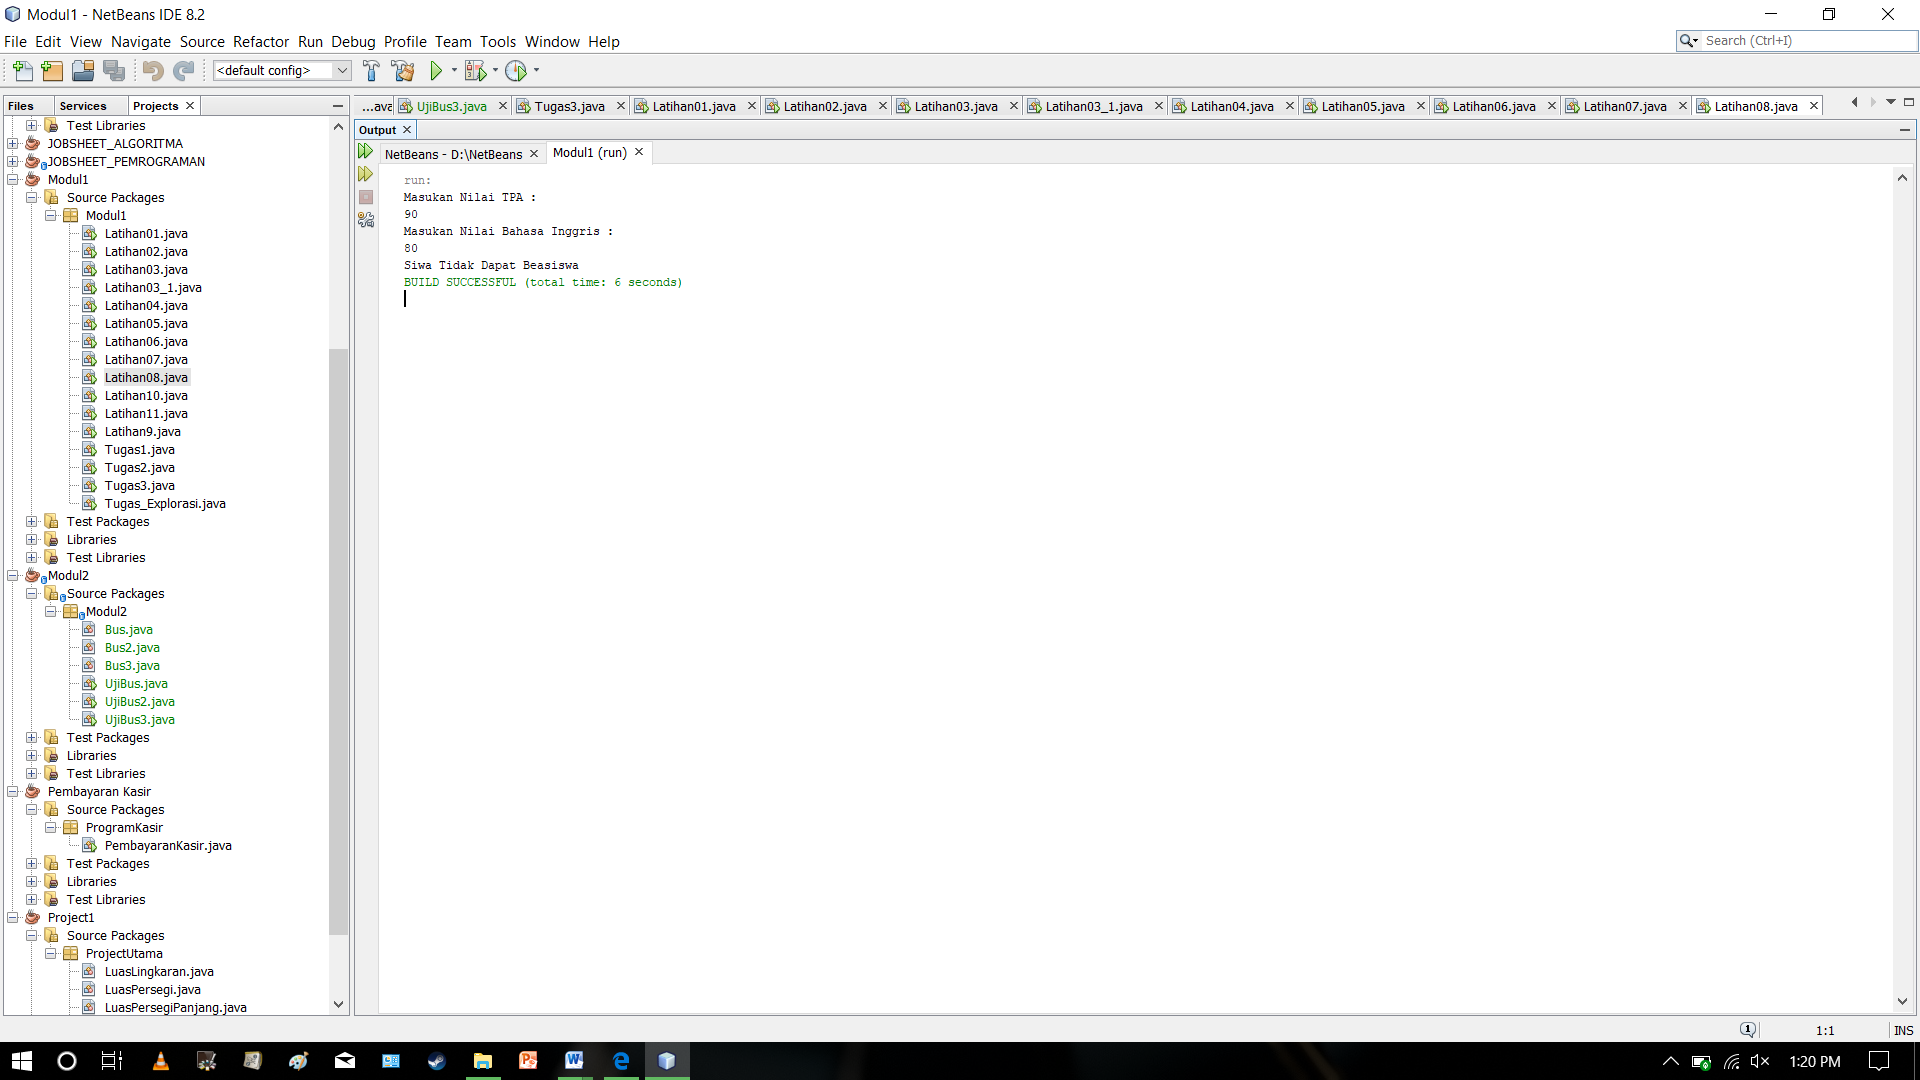 Modul1 - NetBeans IDE 8.2
File Edit View Navigate Source Refactor Run Debug Profile Team Tools Window Help
Search (Ctrl+I)
<default config>
Files Services Projects
...ava UjiBus3.java Tugas3.java Latihan01.java Latihan02.java Latihan03.java Latihan03_1.java Latihan04.java Latihan05.java Latihan06.java Latihan07.java Latihan08.java
Test Libraries
JOBSHEET_ALGORITMA
JOBSHEET_PEMROGRAMAN
Modul1
Source Packages
Modul1
Latihan01.java
Latihan02.java
Latihan03.java
Latihan03_1.java
Latihan04.java
Latihan05.java
Latihan06.java
Latihan07.java
Latihan08.java
Latihan10.java
Latihan11.java
Latihan9.java
Tugas1.java
Tugas2.java
Tugas3.java
Tugas_Explorasi.java
Test Packages
Libraries
Test Libraries
Modul2
Source Packages
Modul2
Bus.java
Bus2.java
Bus3.java
UjiBus.java
UjiBus2.java
UjiBus3.java
Test Packages
Libraries
Test Libraries
Pembayaran Kasir
Source Packages
ProgramKasir
PembayaranKasir.java
Test Packages
Libraries
Test Libraries
Project1
Source Packages
ProjectUtama
LuasLingkaran.java
LuasPersegi.java
LuasPersegiPanjang.java
Output
NetBeans - D:\NetBeans Modul1 (run)
run:
Masukan Nilai TPA :
90
Masukan Nilai Bahasa Inggris :
80
Siwa Tidak Dapat Beasiswa
BUILD SUCCESSFUL (total time: 6 seconds)
1 1:1 INS
1:20 PM